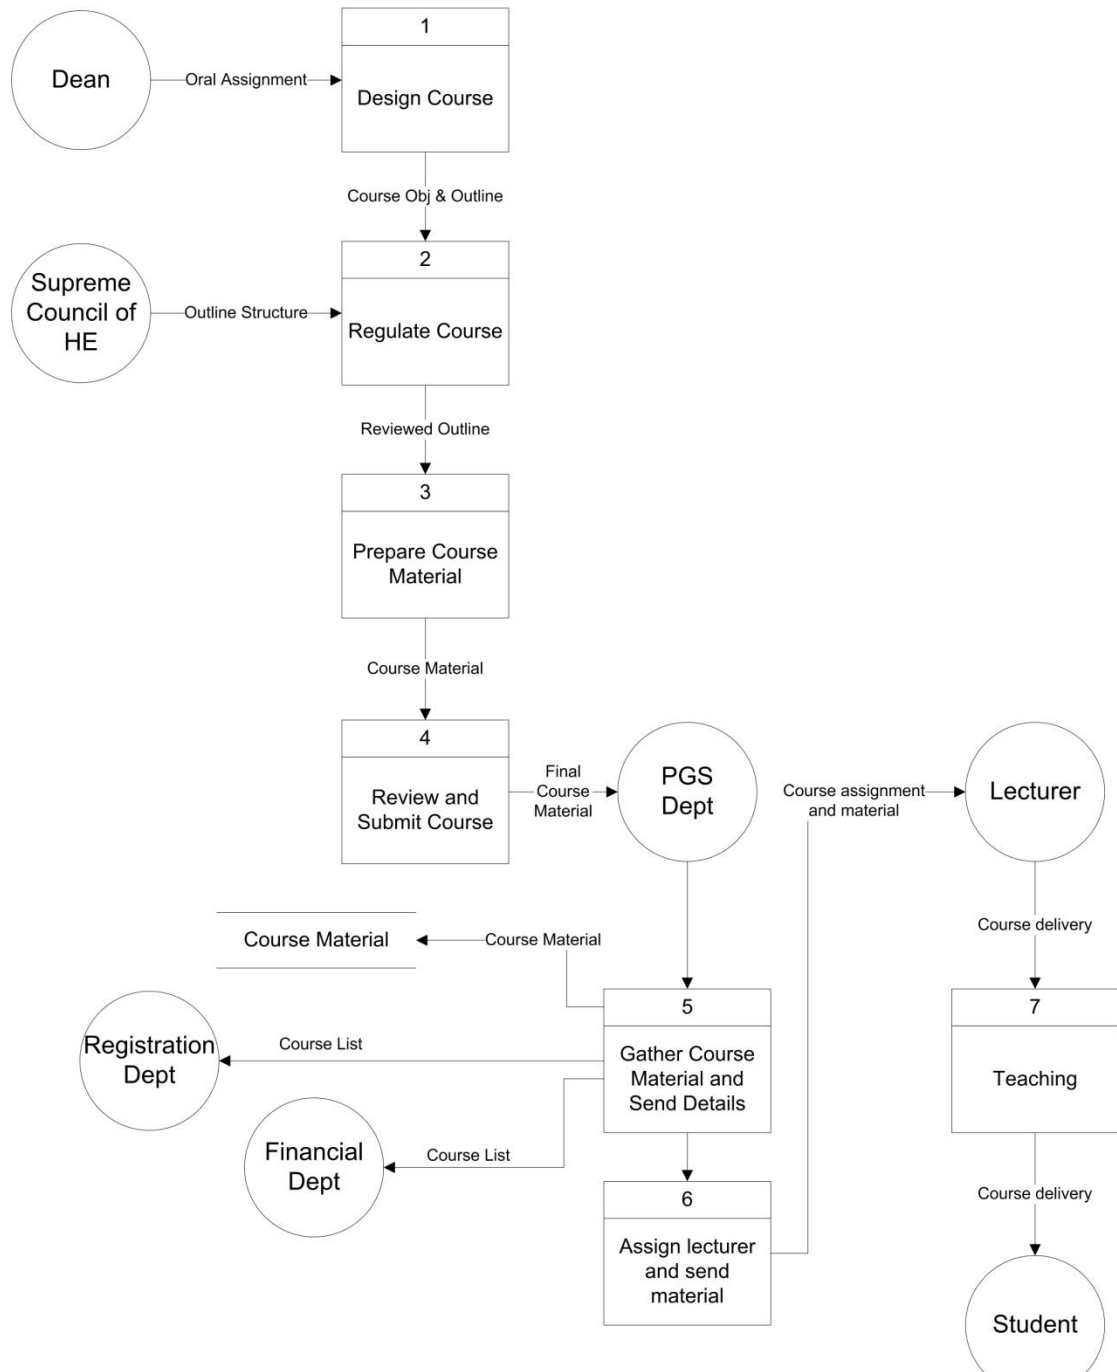 1
Dean
Oral Assignment
Design Course
Course Obj & Outline
2
Supreme
Council of
HE
Outline Structure
Regulate Course
Reviewed Outline
3
Prepare Course
Material
Course Material
4
Review and
Submit Course
Final
Course
Material
PGS
Dept
Course assignment
and material
Lecturer
Course delivery
Course Material
Course Material
5
Gather Course
Material and
Send Details
7
Teaching
Registration
Dept
Course List
Financial
Dept
Course List
6
Assign lecturer
and send
material
Course delivery
Student